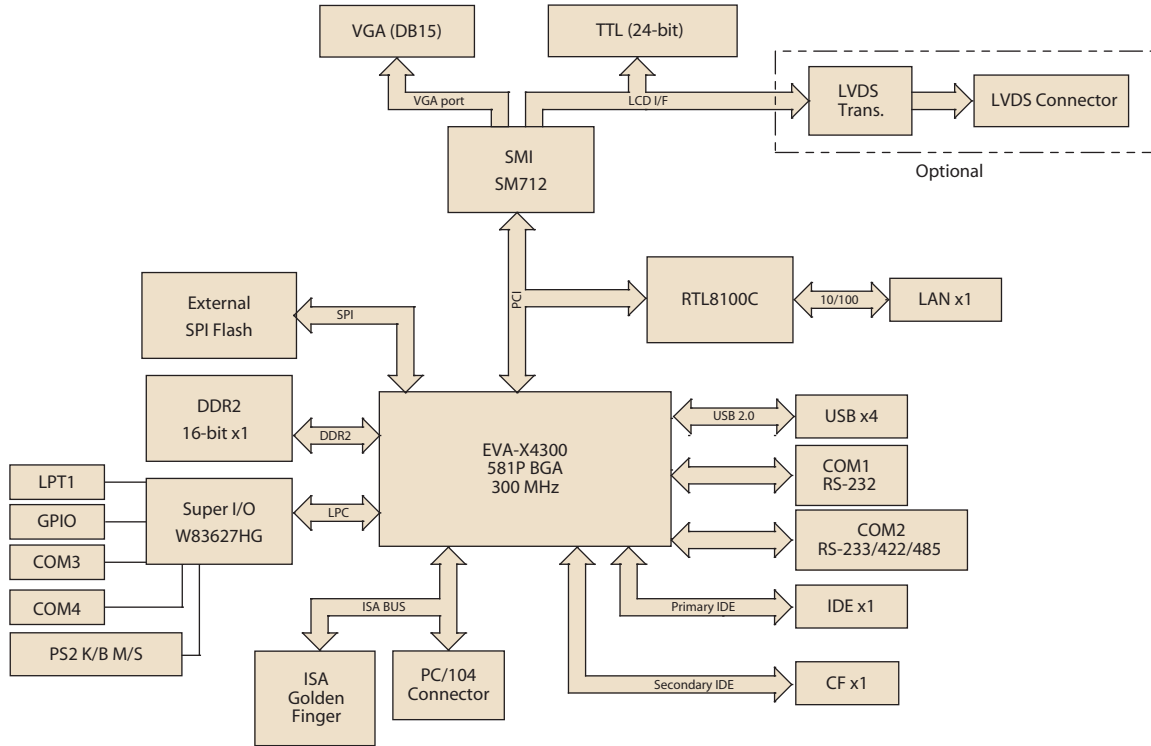 VGA (DB15)
TTL (24-bit)
VGA port
LCD I/F
LVDS
Trans.
LVDS Connector
Optional
SMI
SM712
PCI
RTL8100C
10/100
LAN x1
External
SPI Flash
SPI
DDR2
16-bit x1
DDR2
EVA-X4300
581P BGA
300 MHz
USB 2.0
USB x4
COM1
RS-232
COM2
RS-233/422/485
LPT1
GPIO
COM3
COM4
PS2 K/B M/S
Super I/O
W83627HG
LPC
ISA BUS
ISA
Golden
Finger
PC/104
Connector
Primary IDE
IDE x1
Secondary IDE
CF x1